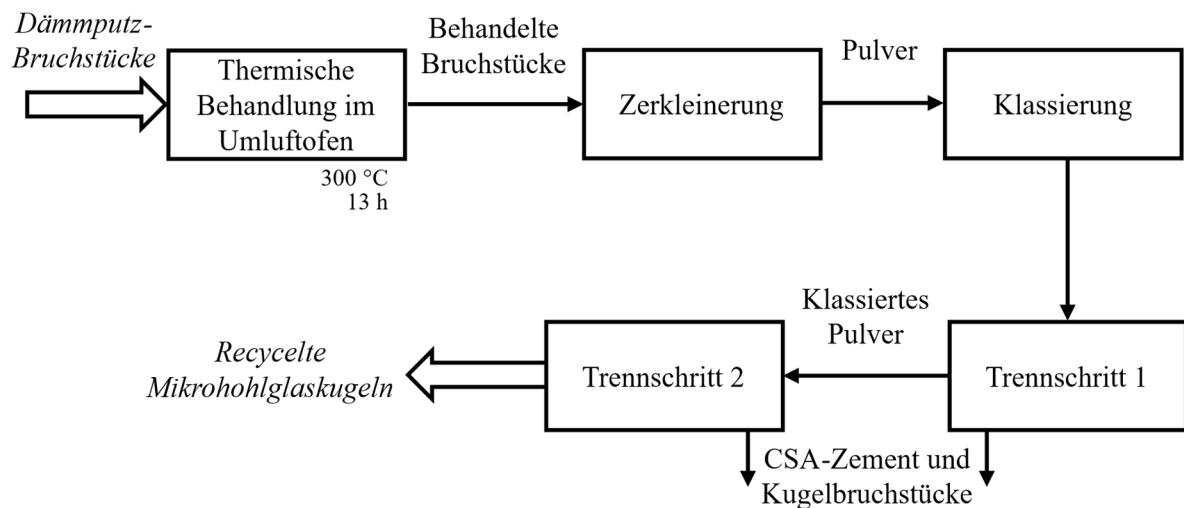 Dämmputz-
Bruchstücke
Thermische
Behandlung im
Umluftofen
300 °C
13 h
Behandelte
Bruchstücke
Zerkleinerung
Pulver
Klassierung
Trennschritt 1
Klassiertes
Pulver
Trennschritt 2
CSA-Zement und
Kugelbruchstücke
Recycelte
Mikrohohlglaskugeln